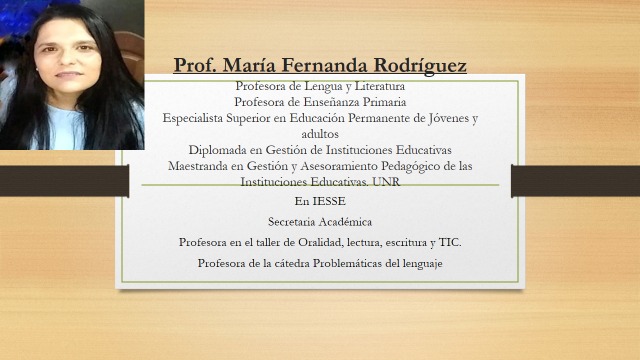 Prof. María Fernanda Rodríguez
Profesora de Lengua y Literatura
Profesora de Enseñanza Primaria
Especialista Superior en Educación Permanente de Jóvenes y
adultos
Diplomada en Gestión de Instituciones Educativas
Maestranda en Gestión y Asesoramiento Pedagógico de las
Instituciones Educativas. UNR
En IESSE
Secretaria Académica
Profesora en el taller de Oralidad, lectura, escritura y TIC.
Profesora de la cátedra Problemáticas del lenguaje